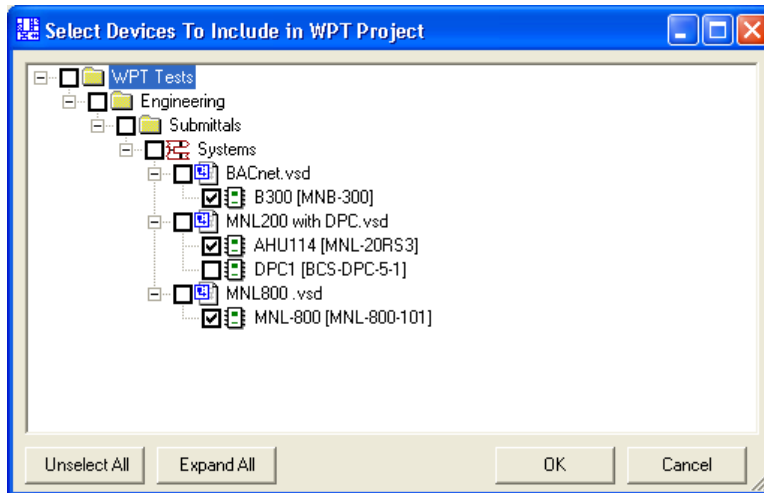 Select Devices To Include in WPT Project
WPT Tests
Engineering
Submittals
Systems
BACnet.vsd
B300 [MNB-300]
MNL200 with DPC.vsd
AHU114 [MNL-20RS3]
DPC1 [BCS-DPC-5-1]
MNL800 .vsd
MNL-800 [MNL-800-101]
Unselect All Expand All OK Cancel